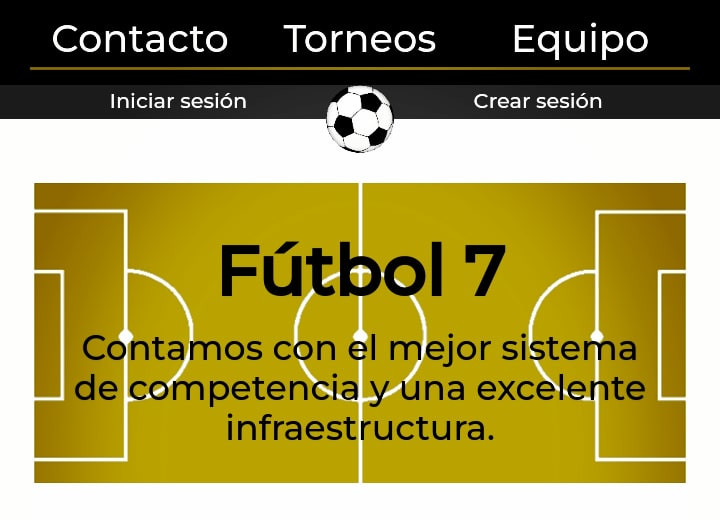 Contacto Torneos Equipo
Iniciar sesión Crear sesión
Fútbol 7
Contamos con el mejor sistema
de competencia y una excelente
infraestructura.